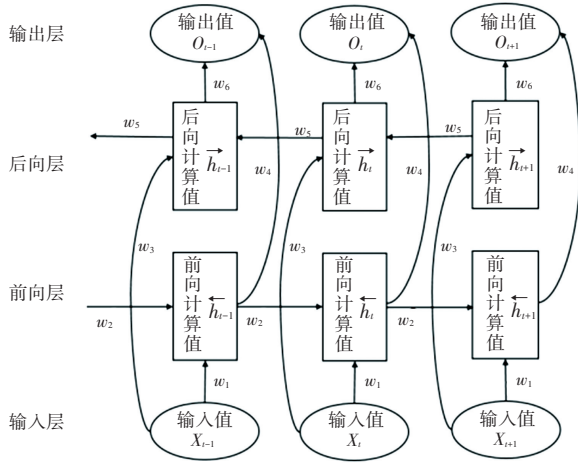 输出层
输出值
O_{t-1}
输出值
O_t
输出值
O_{t+1}
w_6
w_6
w_6
后向层
w_5
后向计算值
\overrightarrow{h}_{t-1}
w_4
w_5
后向计算值
\overrightarrow{h}_t
w_4
w_5
后向计算值
\overrightarrow{h}_{t+1}
w_4
w_3
w_3
w_3
前向层
w_2
前向计算值
\overleftarrow{h}_{t-1}
w_2
前向计算值
\overleftarrow{h}_t
w_2
前向计算值
\overleftarrow{h}_{t+1}
w_1
w_1
w_1
输入层
输入值
X_{t-1}
输入值
X_t
输入值
X_{t+1}